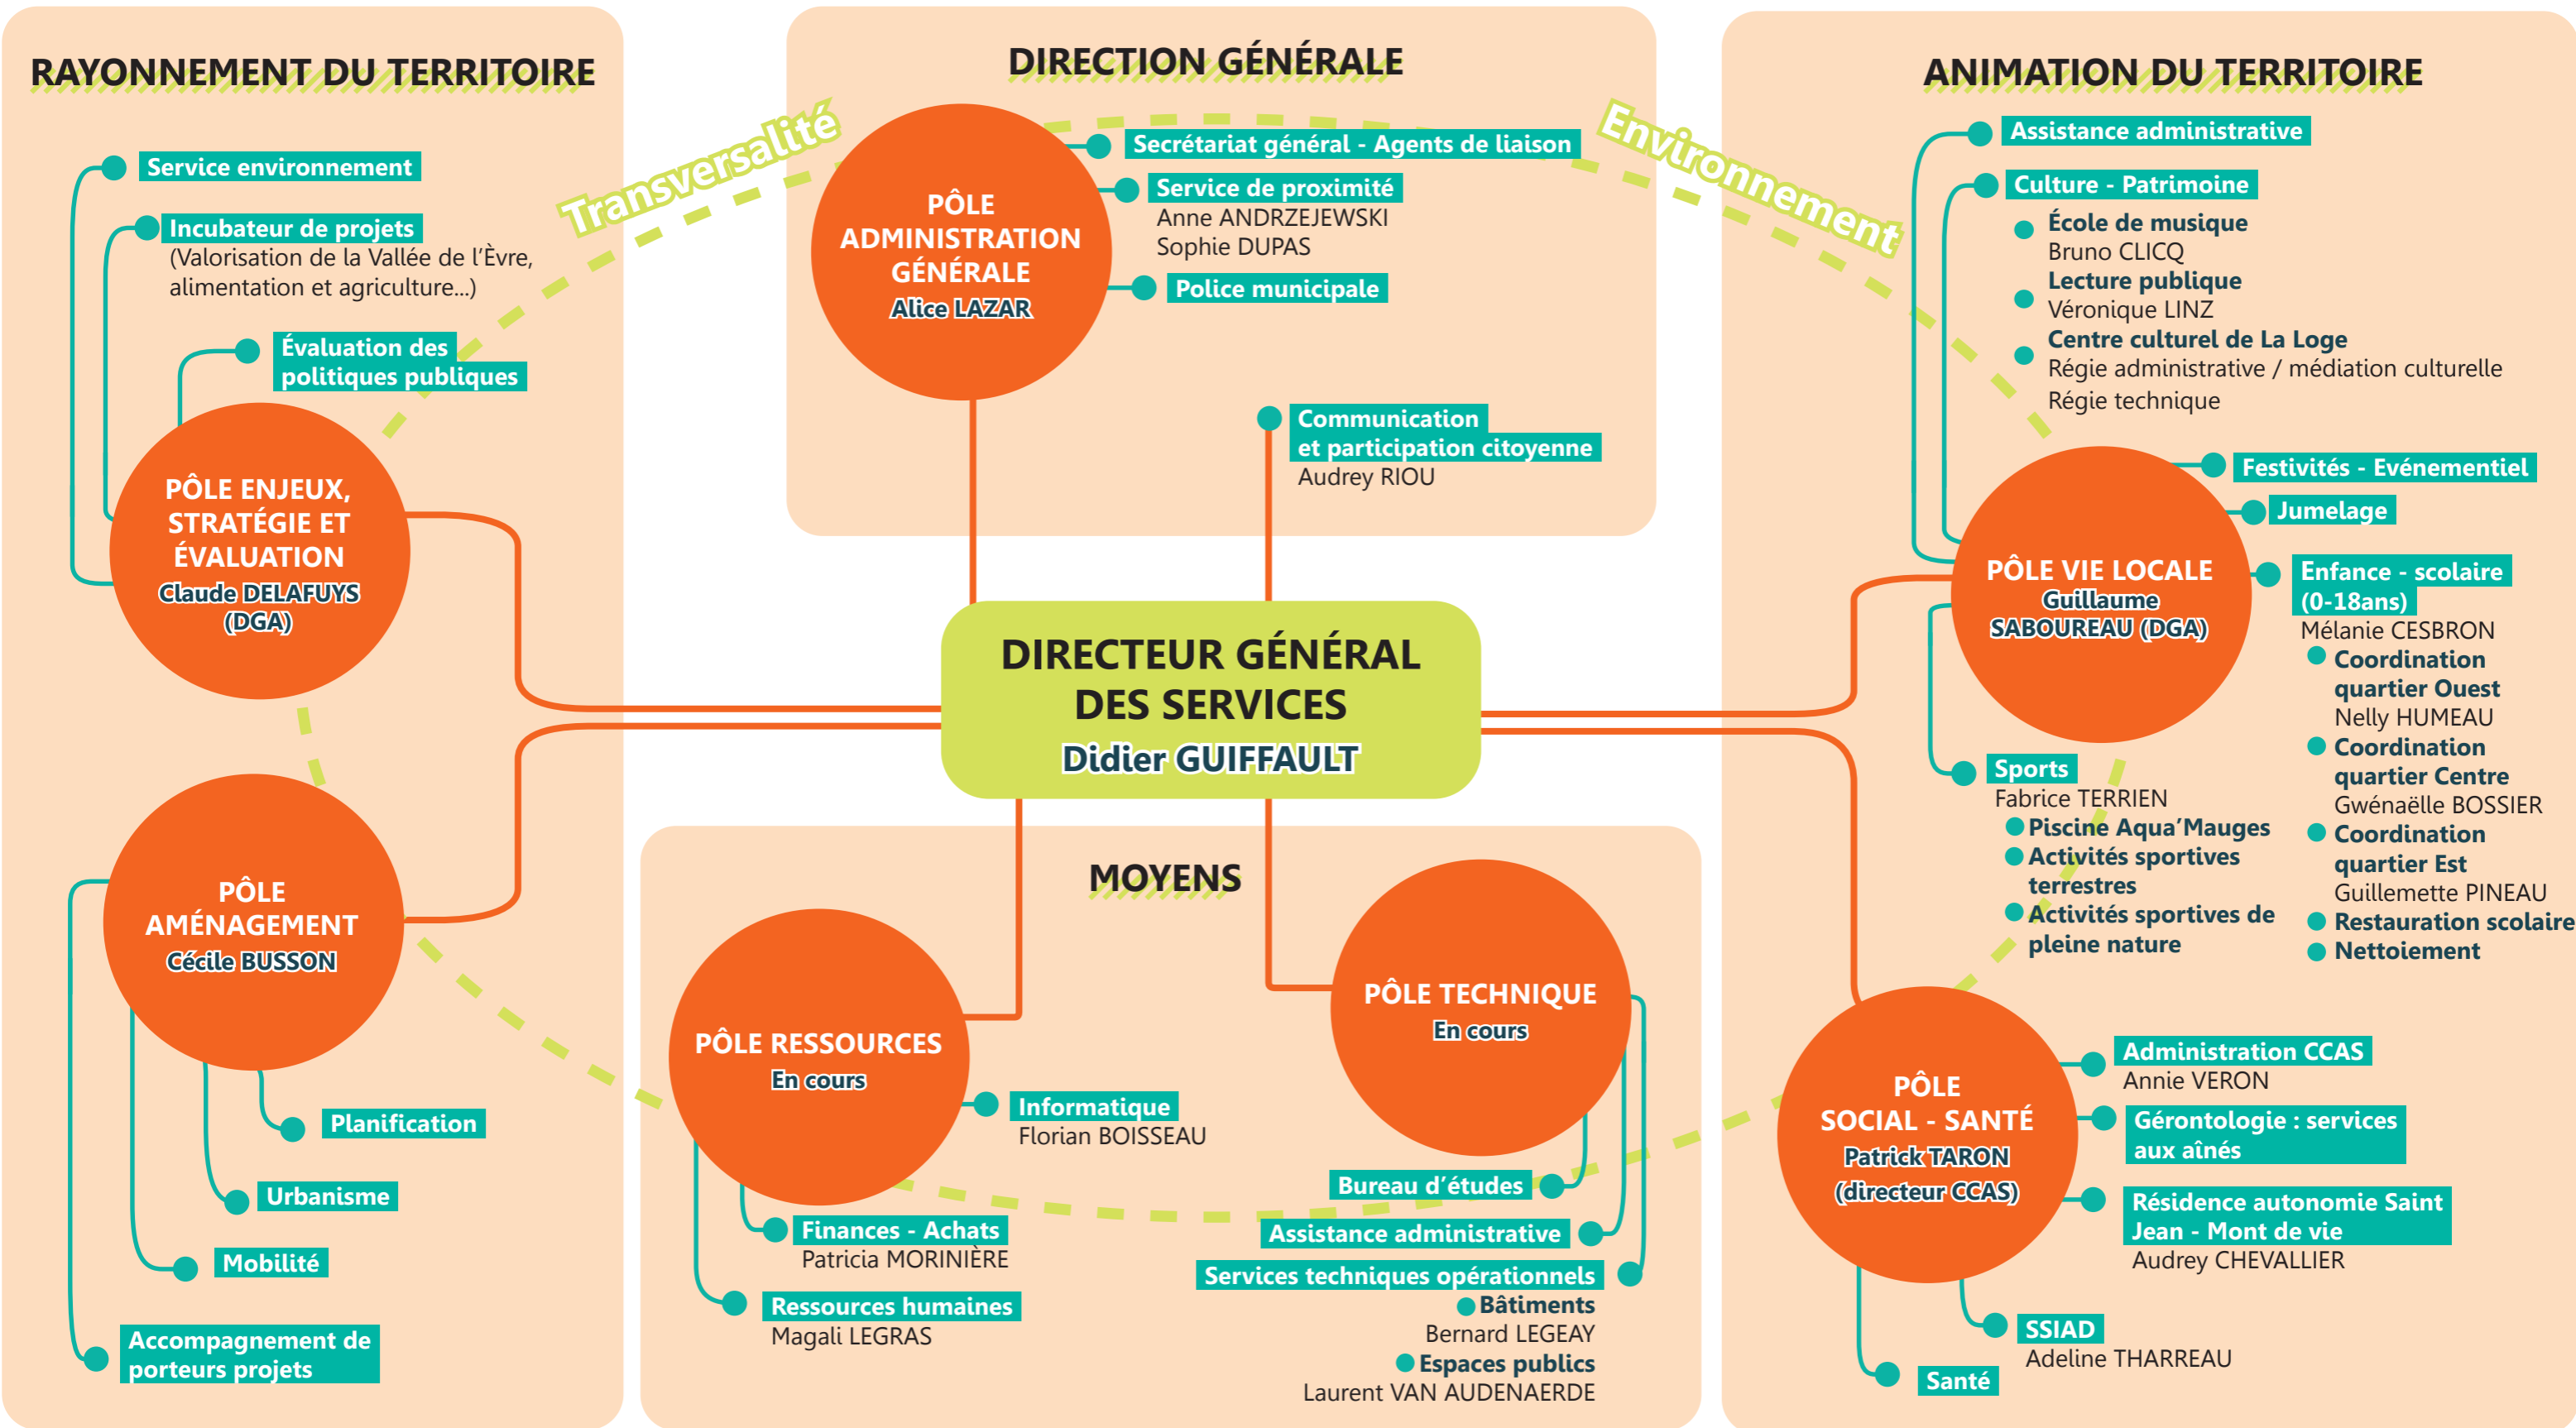 RAYONNEMENT DU TERRITOIRE
Service environnement
Incubateur de projets
(Valorisation de la Vallée de l'Èvre,
alimentation et agriculture...)
Évaluation des
politiques publiques
PÔLE ENJEUX,
STRATÉGIE ET
ÉVALUATION
Claude DELAFUYS
(DGA)
PÔLE
AMÉNAGEMENT
Cécile BUSSON
Planification
Urbanisme
Mobilité
Accompagnement de
porteurs projets
Transversalité
DIRECTION GÉNÉRALE
PÔLE
ADMINISTRATION
GÉNÉRALE
Alice LAZAR
Secrétariat général - Agents de liaison
Service de proximité
Anne ANDRZEJEWSKI
Sophie DUPAS
Police municipale
Communication
et participation citoyenne
Audrey RIOU
Environnement
DIRECTEUR GÉNÉRAL
DES SERVICES
Didier GUIFFAULT
MOYENS
PÔLE RESSOURCES
En cours
Informatique
Florian BOISSEAU
Finances - Achats
Patricia MORINIÈRE
Ressources humaines
Magali LEGRAS
PÔLE TECHNIQUE
En cours
Bureau d'études
Assistance administrative
Services techniques opérationnels
Bâtiments
Bernard LEGEAY
Espaces publics
Laurent VAN AUDENAERDE
ANIMATION DU TERRITOIRE
Assistance administrative
Culture - Patrimoine
École de musique
Bruno CLICQ
Lecture publique
Véronique LINZ
Centre culturel de La Loge
Régie administrative / médiation culturelle
Régie technique
PÔLE VIE LOCALE
Guillaume
SABOUREAU (DGA)
Festivités - Evénementiel
Jumelage
Enfance - scolaire
(0-18ans)
Mélanie CESBRON
Coordination
quartier Ouest
Nelly HUMEAU
Coordination
quartier Centre
Gwénaëlle BOSSIER
Coordination
quartier Est
Guillemette PINEAU
Restauration scolaire
Nettoiement
Sports
Fabrice TERRIEN
Piscine Aqua'Mauges
Activités sportives
terrestres
Activités sportives de
pleine nature
PÔLE
SOCIAL - SANTÉ
Patrick TARON
(directeur CCAS)
Administration CCAS
Annie VERON
Gérontologie : services
aux aînés
Résidence autonomie Saint
Jean - Mont de vie
Audrey CHEVALLIER
SSIAD
Adeline THARREAU
Santé